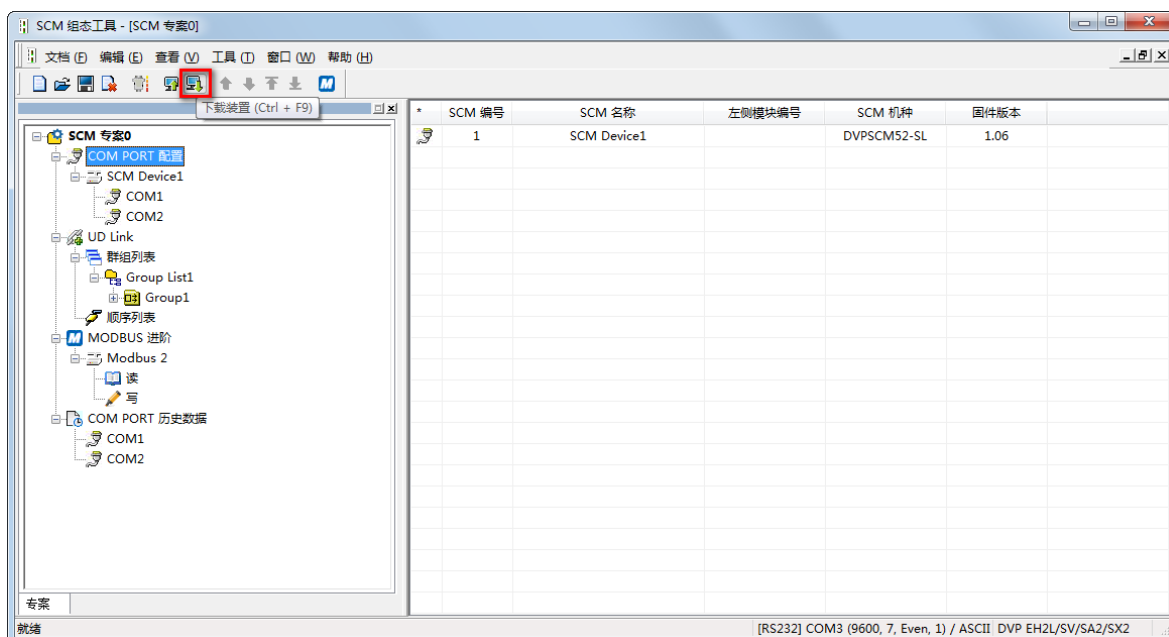 SCM 组态工具 - [SCM 专案0]
文档 (F) 编辑 (E) 查看 (V) 工具 (T) 窗口 (W) 帮助 (H)
下载装置 (Ctrl + F9)
* SCM 编号 SCM 名称 左侧模块编号 SCM 机种 固件版本
1 SCM Device1 DVPSCM52-SL 1.06
SCM 专案0
COM PORT 配置
SCM Device1
COM1
COM2
UD Link
群组列表
Group List1
Group1
顺序列表
MODBUS 进阶
Modbus 2
读
写
COM PORT 历史数据
COM1
COM2
专案
就绪 [RS232] COM3 (9600, 7, Even, 1) / ASCII DVP EH2L/SV/SA2/SX2